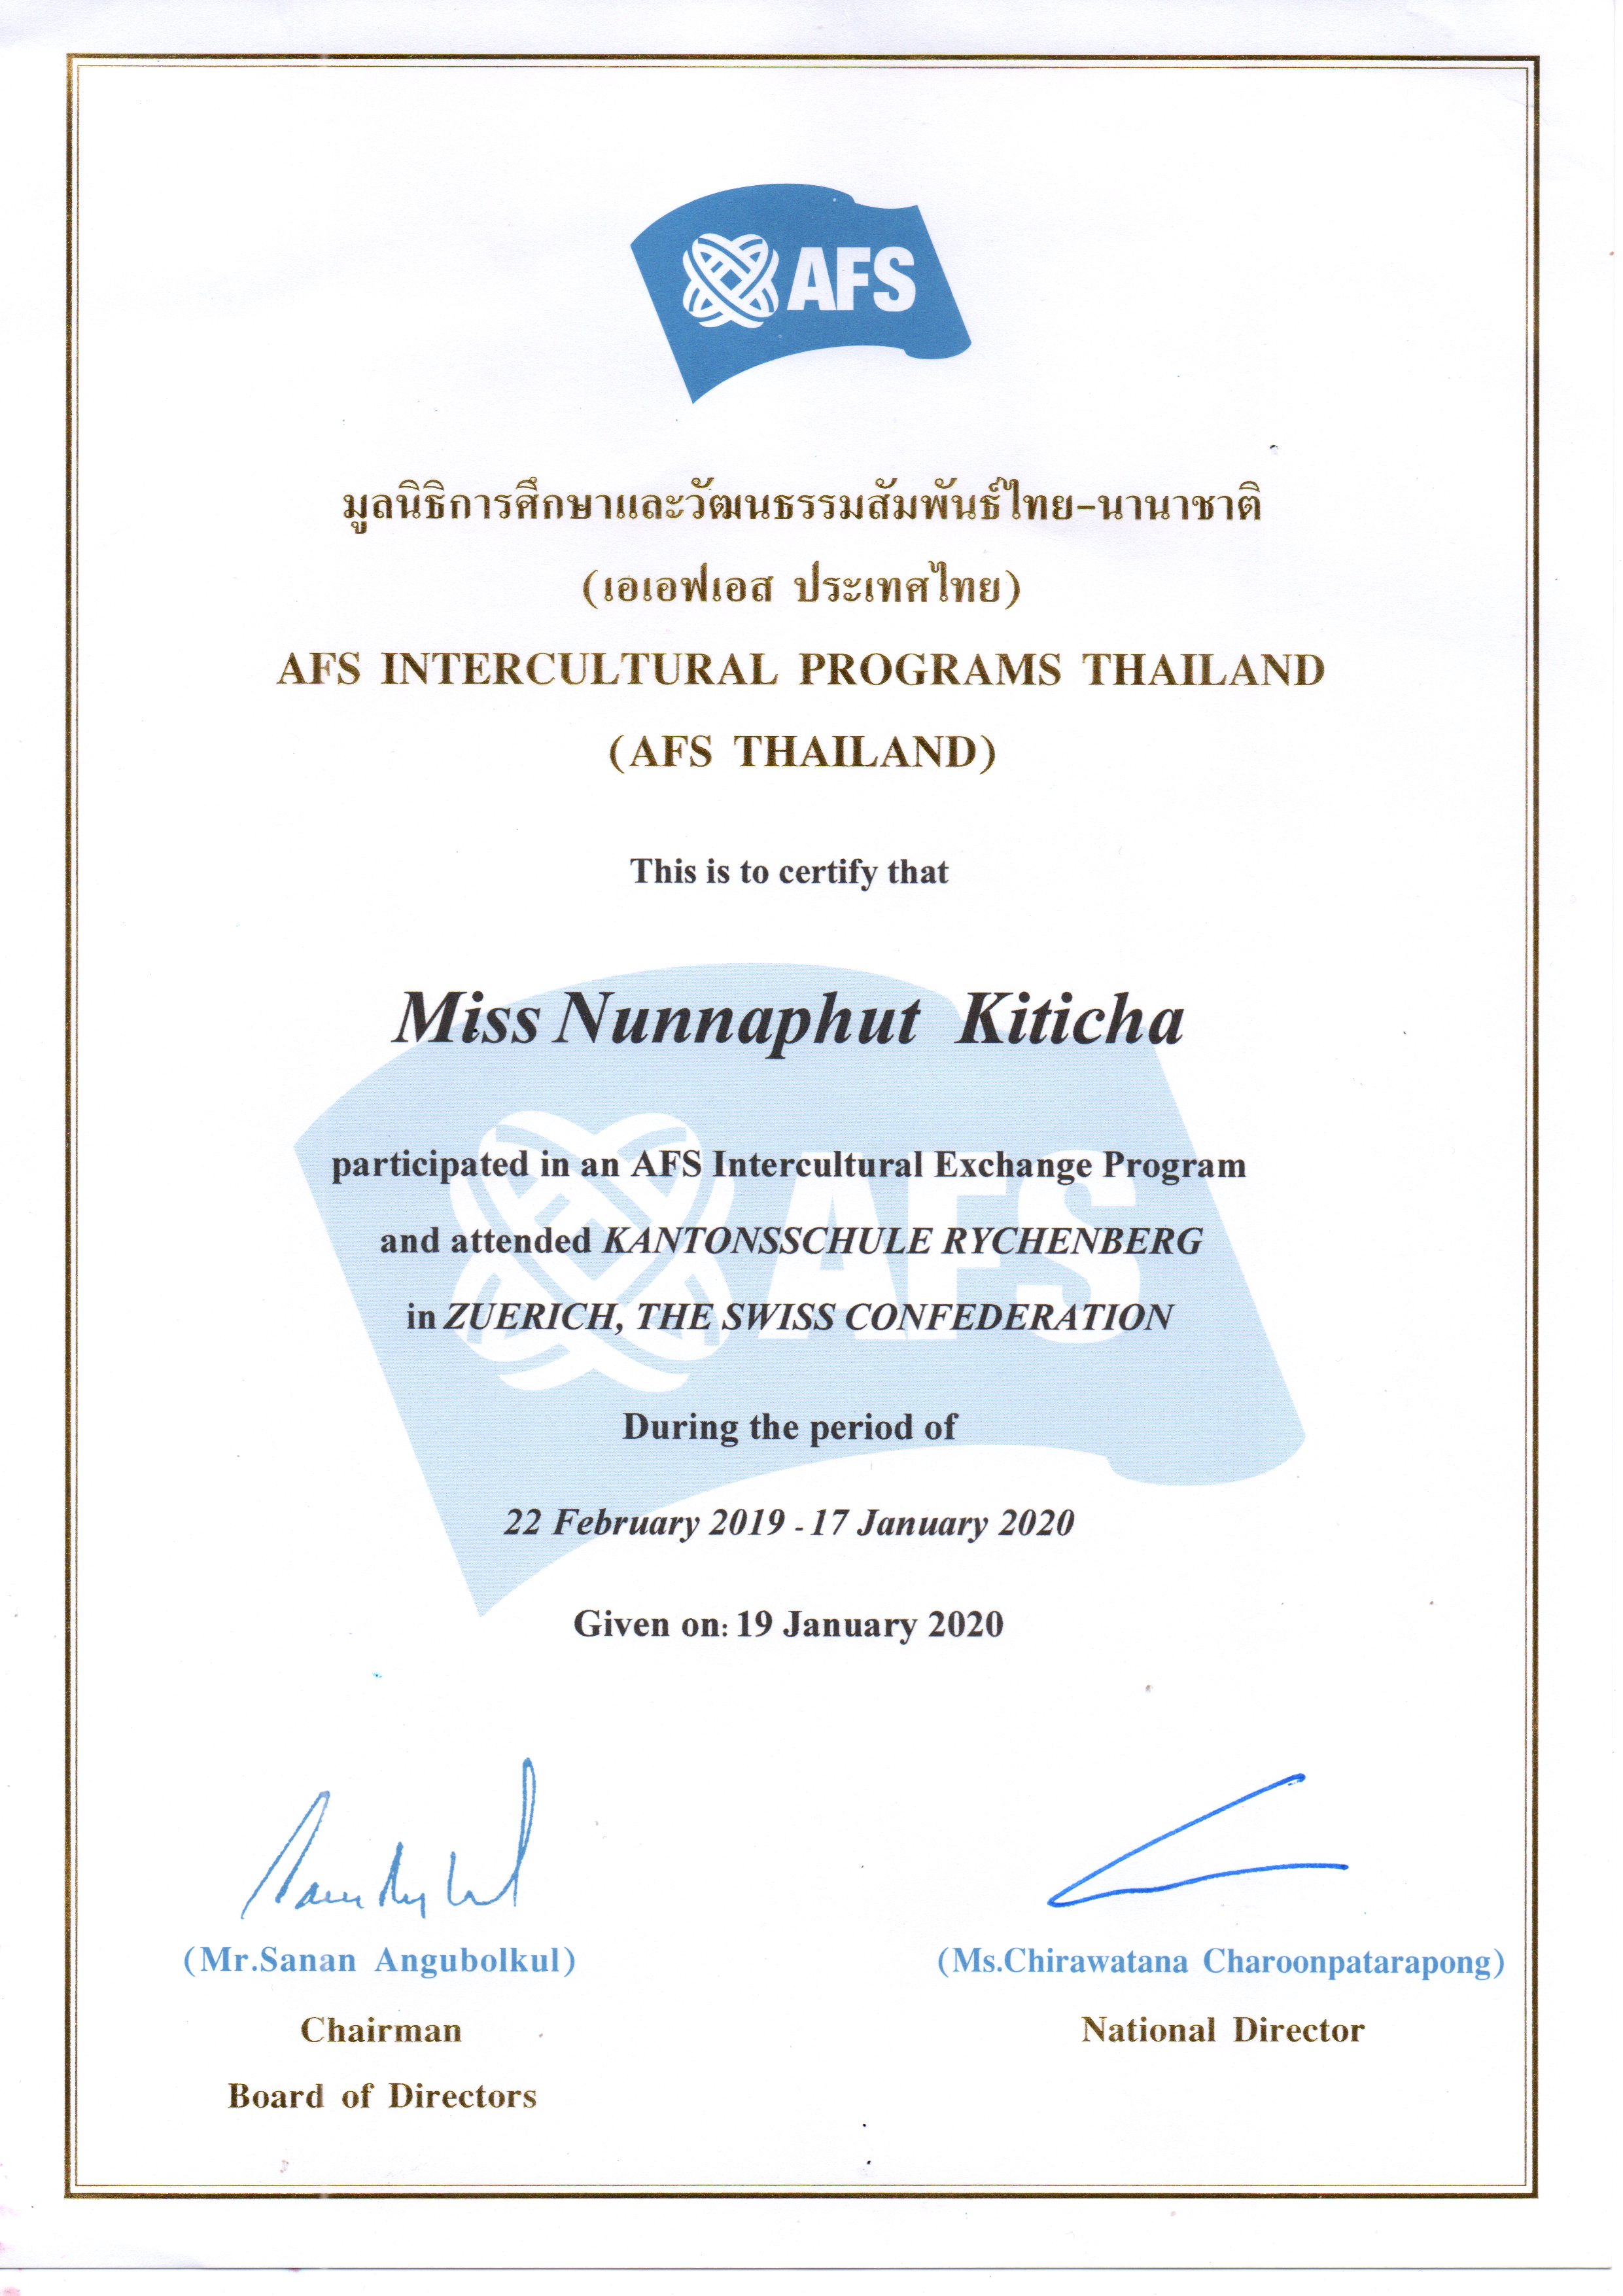 AFS
มูลนิธิการศึกษาและวัฒนธรรมสัมพันธ์ไทย-นานาชาติ
(เอเอฟเอส ประเทศไทย)
AFS INTERCULTURAL PROGRAMS THAILAND
(AFS THAILAND)
This is to certify that
Miss Nunnaphut Kiticha
participated in an AFS Intercultural Exchange Program
and attended KANTONSSCHULE RYCHENBERG
in ZUERICH, THE SWISS CONFEDERATION
AFS
During the period of
22 February 2019 - 17 January 2020
Given on: 19 January 2020
(Mr.Sanan Angubolkul) (Ms.Chirawatana Charoonpatarapong)
Chairman National Director
Board of Directors